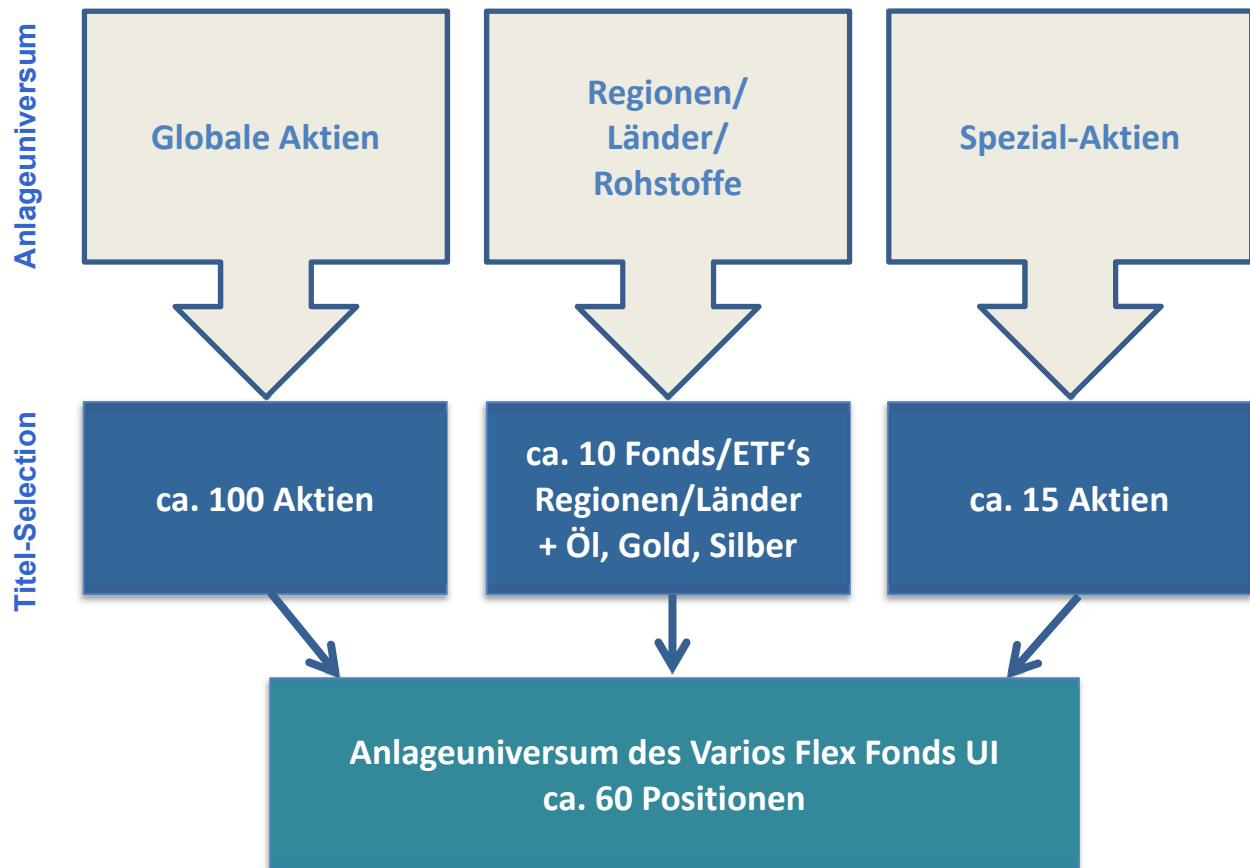 Anlageuniversum
Globale Aktien
Regionen/
Länder/
Rohstoffe
Spezial-Aktien
Titel-Selection
ca. 100 Aktien
ca. 10 Fonds/ETF‘s
Regionen/Länder
+ Öl, Gold, Silber
ca. 15 Aktien
Anlageuniversum des Varios Flex Fonds UI
ca. 60 Positionen